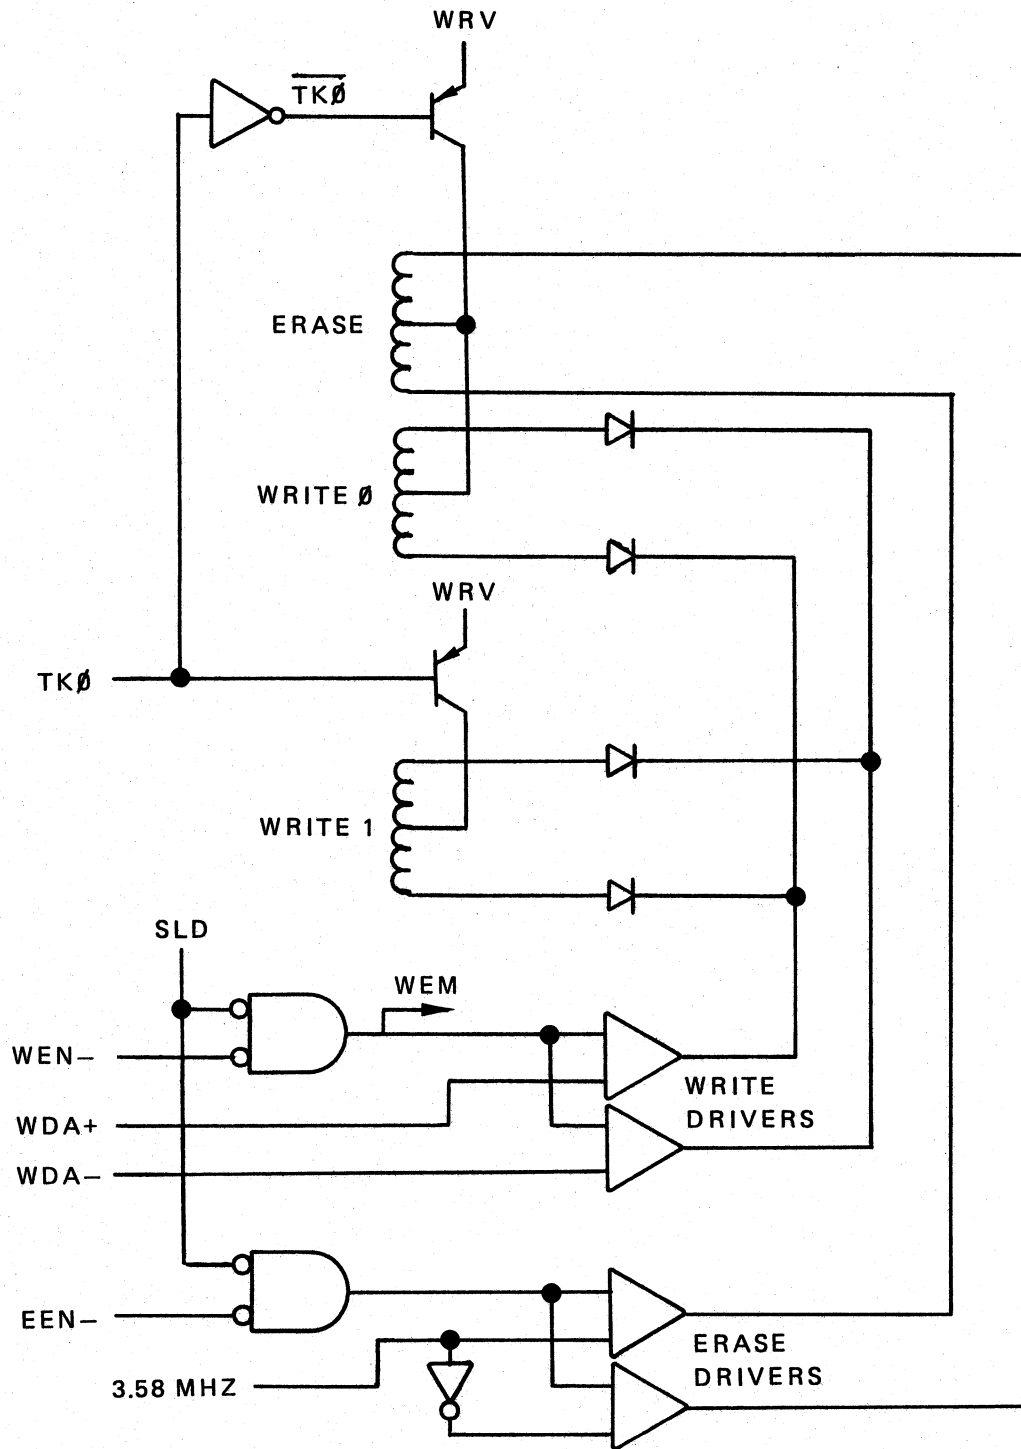 WRV
TKØ
ERASE
WRITE Ø
WRV
TKØ
WRITE 1
SLD
WEM
WEN–
WRITE
DRIVERS
WDA+
WDA–
EEN–
ERASE
DRIVERS
3.58 MHZ